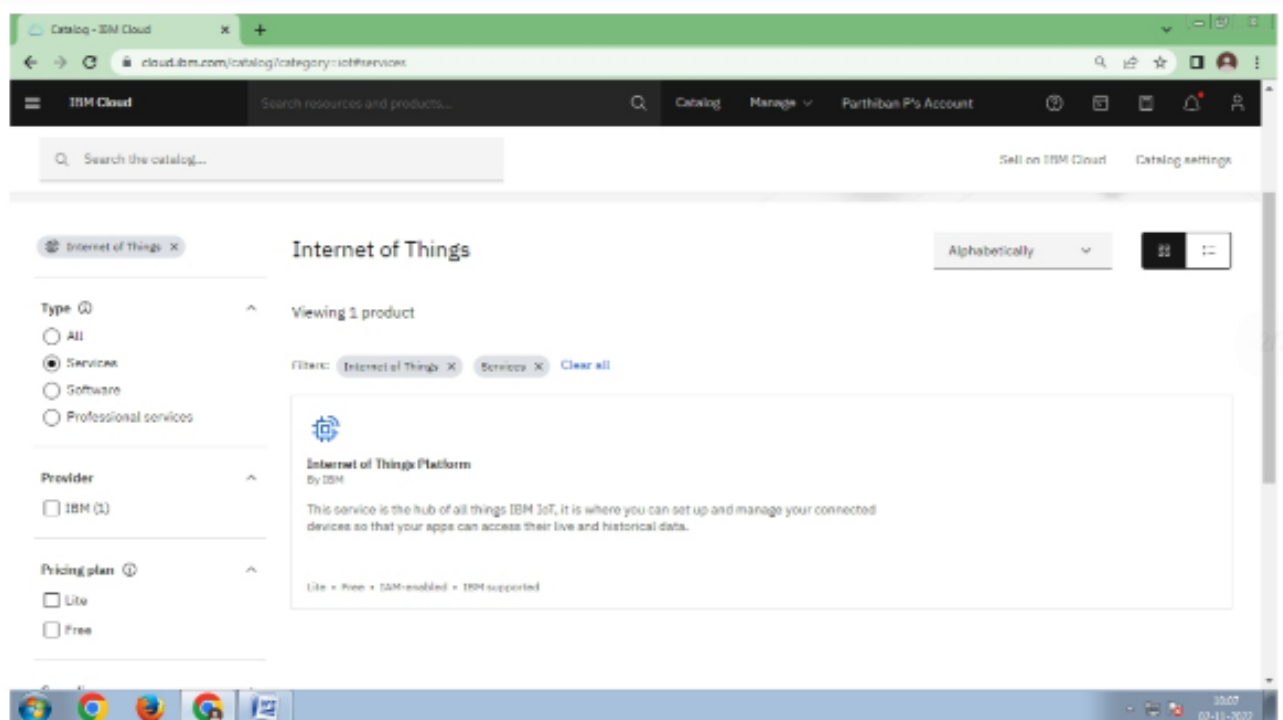 Catalog - IBM Cloud
cloud.ibm.com/catalog?category=iot#services
IBM Cloud
Search resources and products...
Catalog
Manage
Parthiban P's Account
Search the catalog...
Sell on IBM Cloud
Catalog settings
Internet of Things
Internet of Things
Alphabetically
Type
Viewing 1 product
All
Services
Filters: Internet of Things Services Clear all
Software
Professional services
Internet of Things Platform
By IBM
Provider
IBM (1)
This service is the hub of all things IBM IoT, it is where you can set up and manage your connected
devices so that your apps can access their live and historical data.
Pricing plan
Lite • Free • IAM-enabled • IBM supported
Lite
Free
10:07
02-11-2022